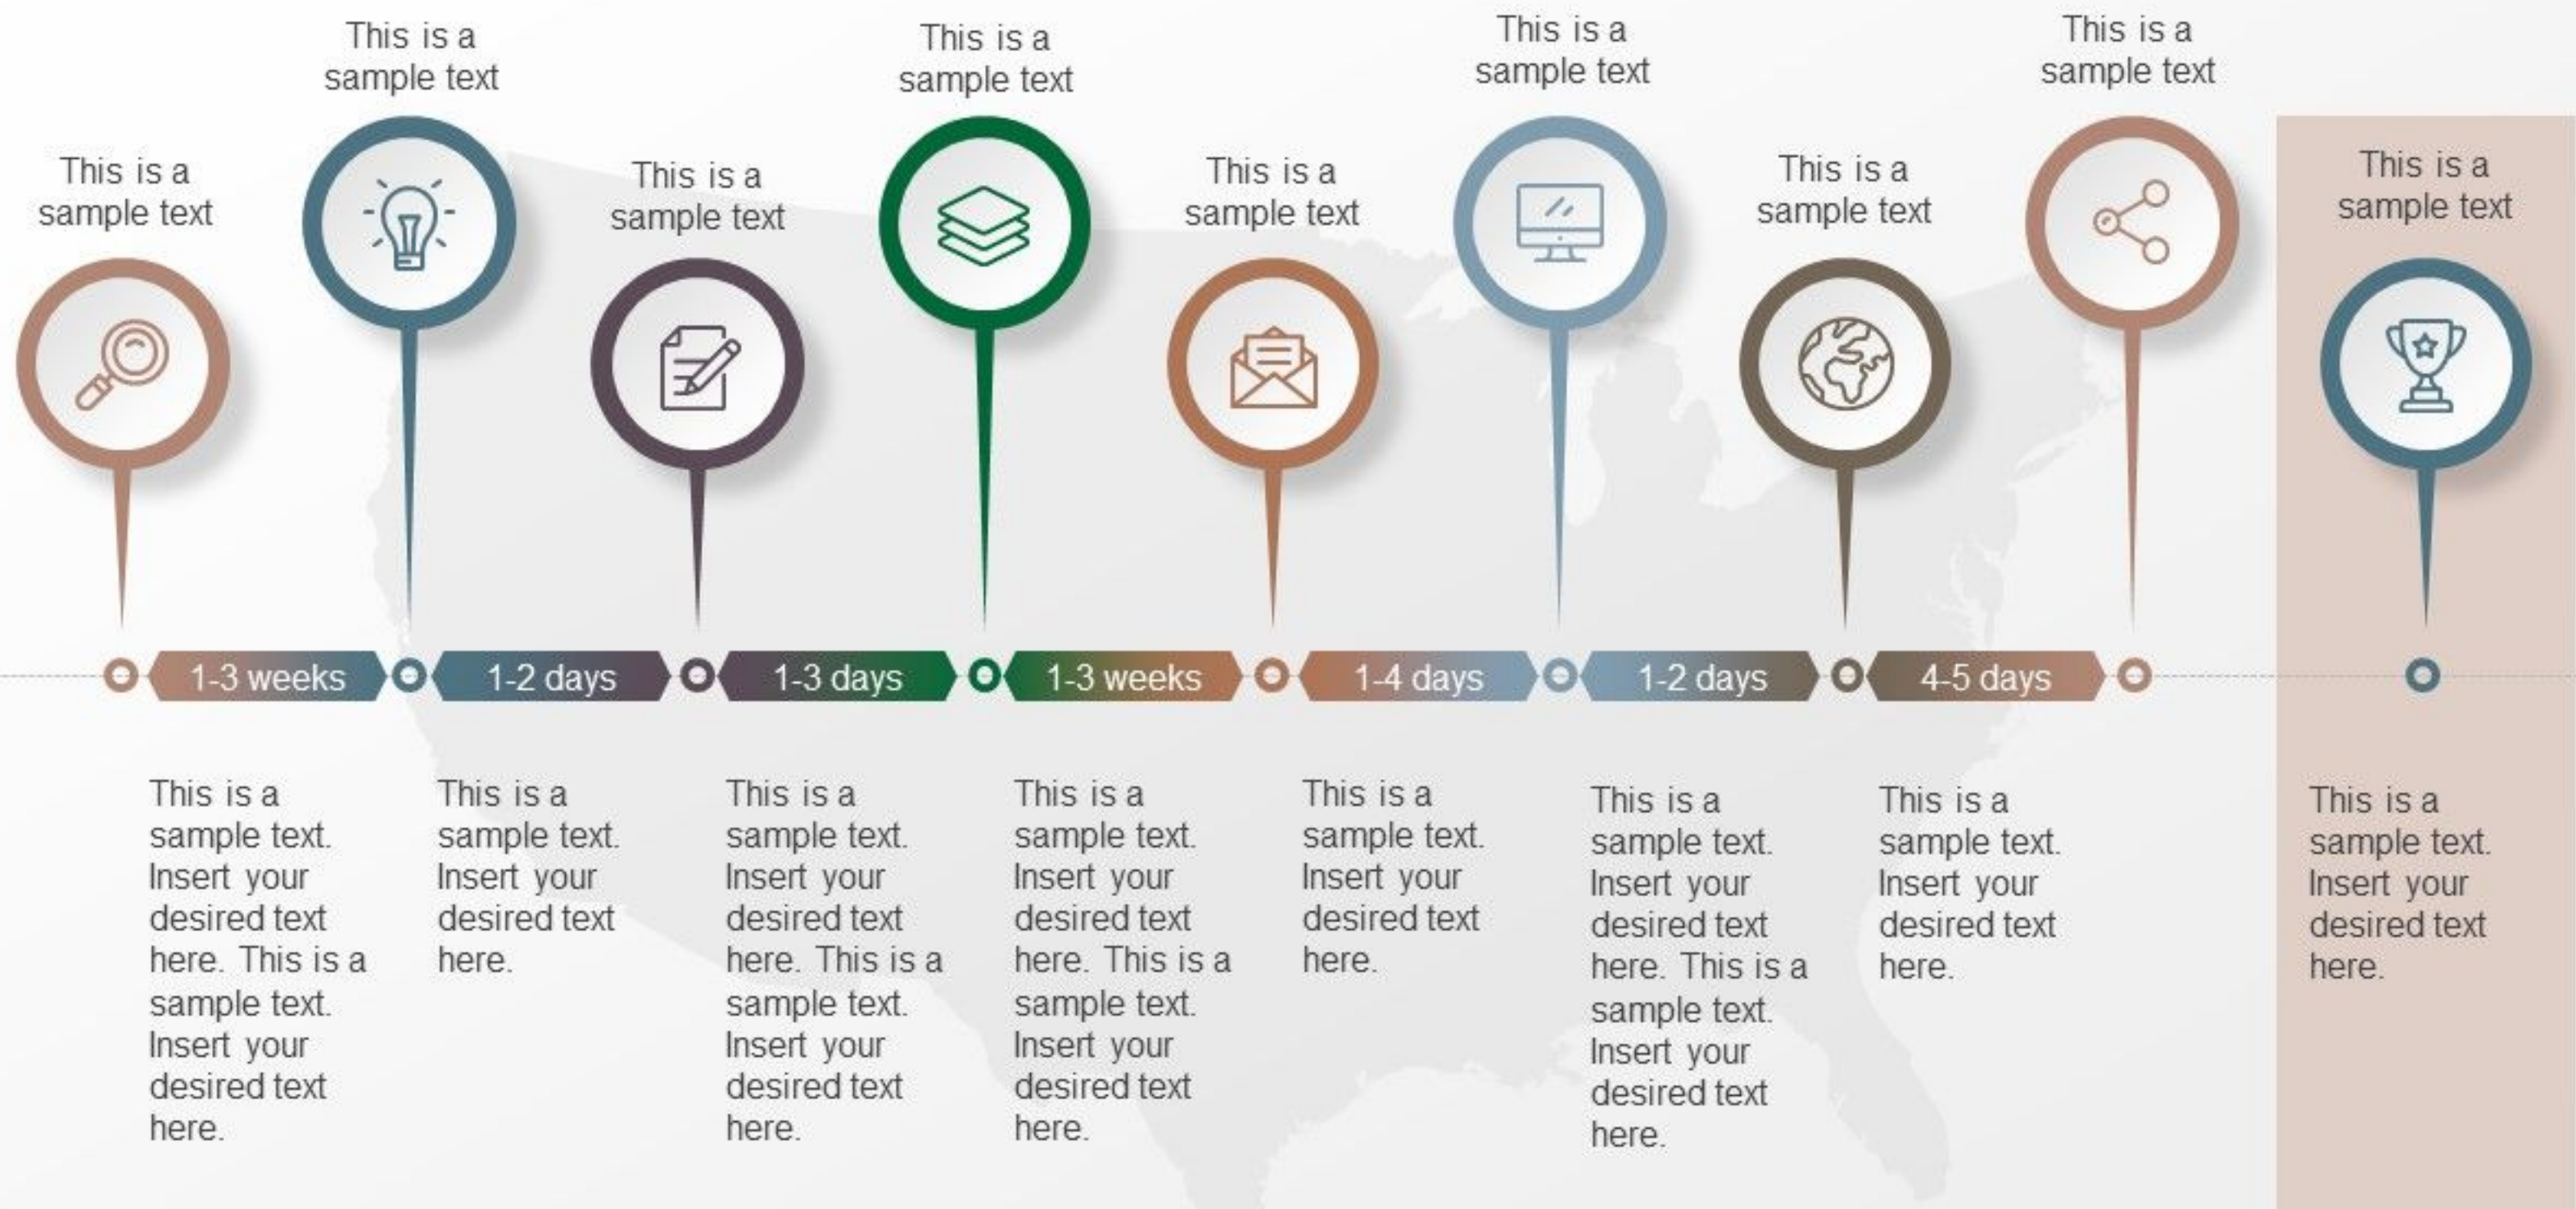 This is a
sample text
This is a
sample text
This is a
sample text
This is a
sample text
This is a
sample text
This is a
sample text
This is a
sample text
This is a
sample text
This is a
sample text
1-3 weeks
1-2 days
1-3 days
1-3 weeks
1-4 days
1-2 days
4-5 days
This is a
sample text.
Insert your
desired text
here. This is a
sample text.
Insert your
desired text
here.
This is a
sample text.
Insert your
desired text
here.
This is a
sample text.
Insert your
desired text
here. This is a
sample text.
Insert your
desired text
here.
This is a
sample text.
Insert your
desired text
here. This is a
sample text.
Insert your
desired text
here.
This is a
sample text.
Insert your
desired text
here.
This is a
sample text.
Insert your
desired text
here. This is a
sample text.
Insert your
desired text
here.
This is a
sample text.
Insert your
desired text
here.
This is a
sample text.
Insert your
desired text
here.